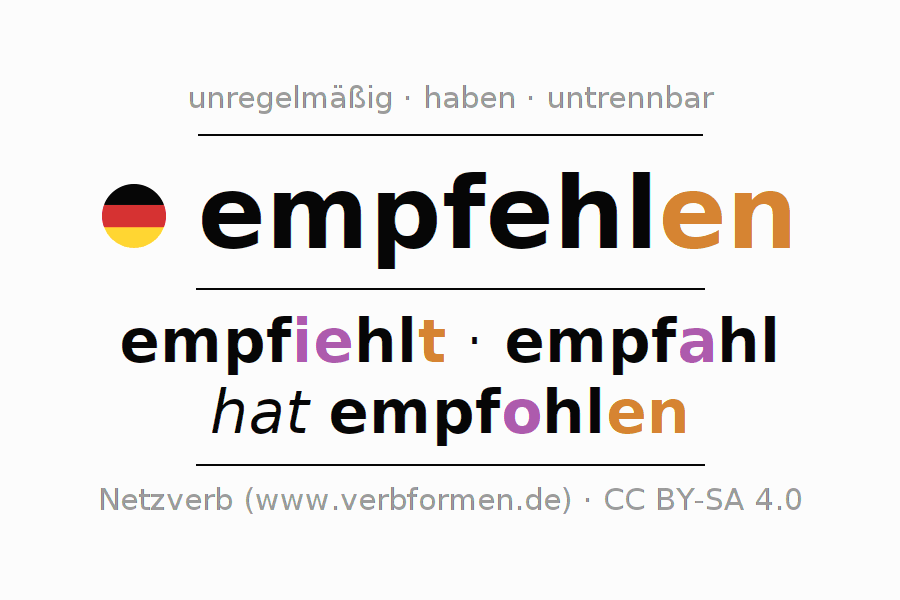 unregelmäßig · haben · untrennbar
empfehlen
empfiehlt · empfahl
hat empfohlen
Netzverb (www.verbformen.de) · CC BY-SA 4.0